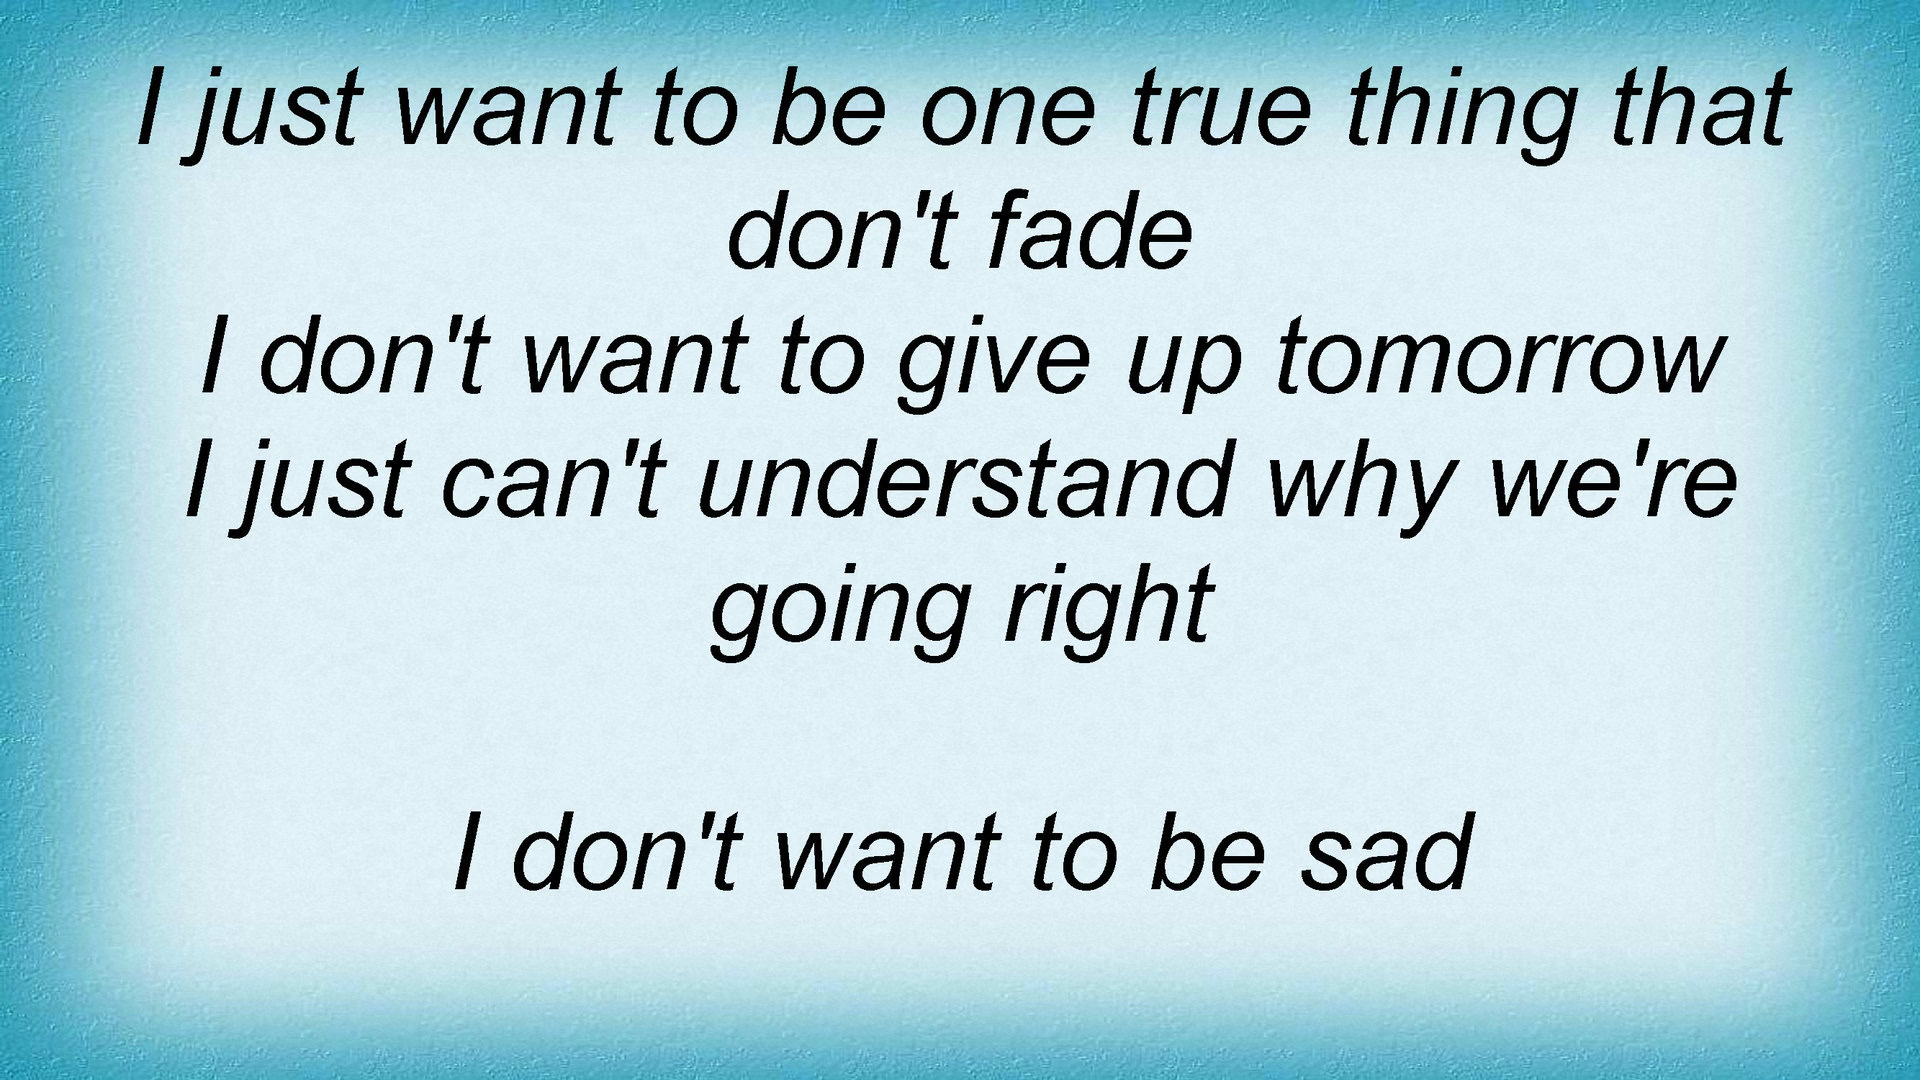 I just want to be one true thing that
don't fade
I don't want to give up tomorrow
I just can't understand why we're
going right

I don't want to be sad